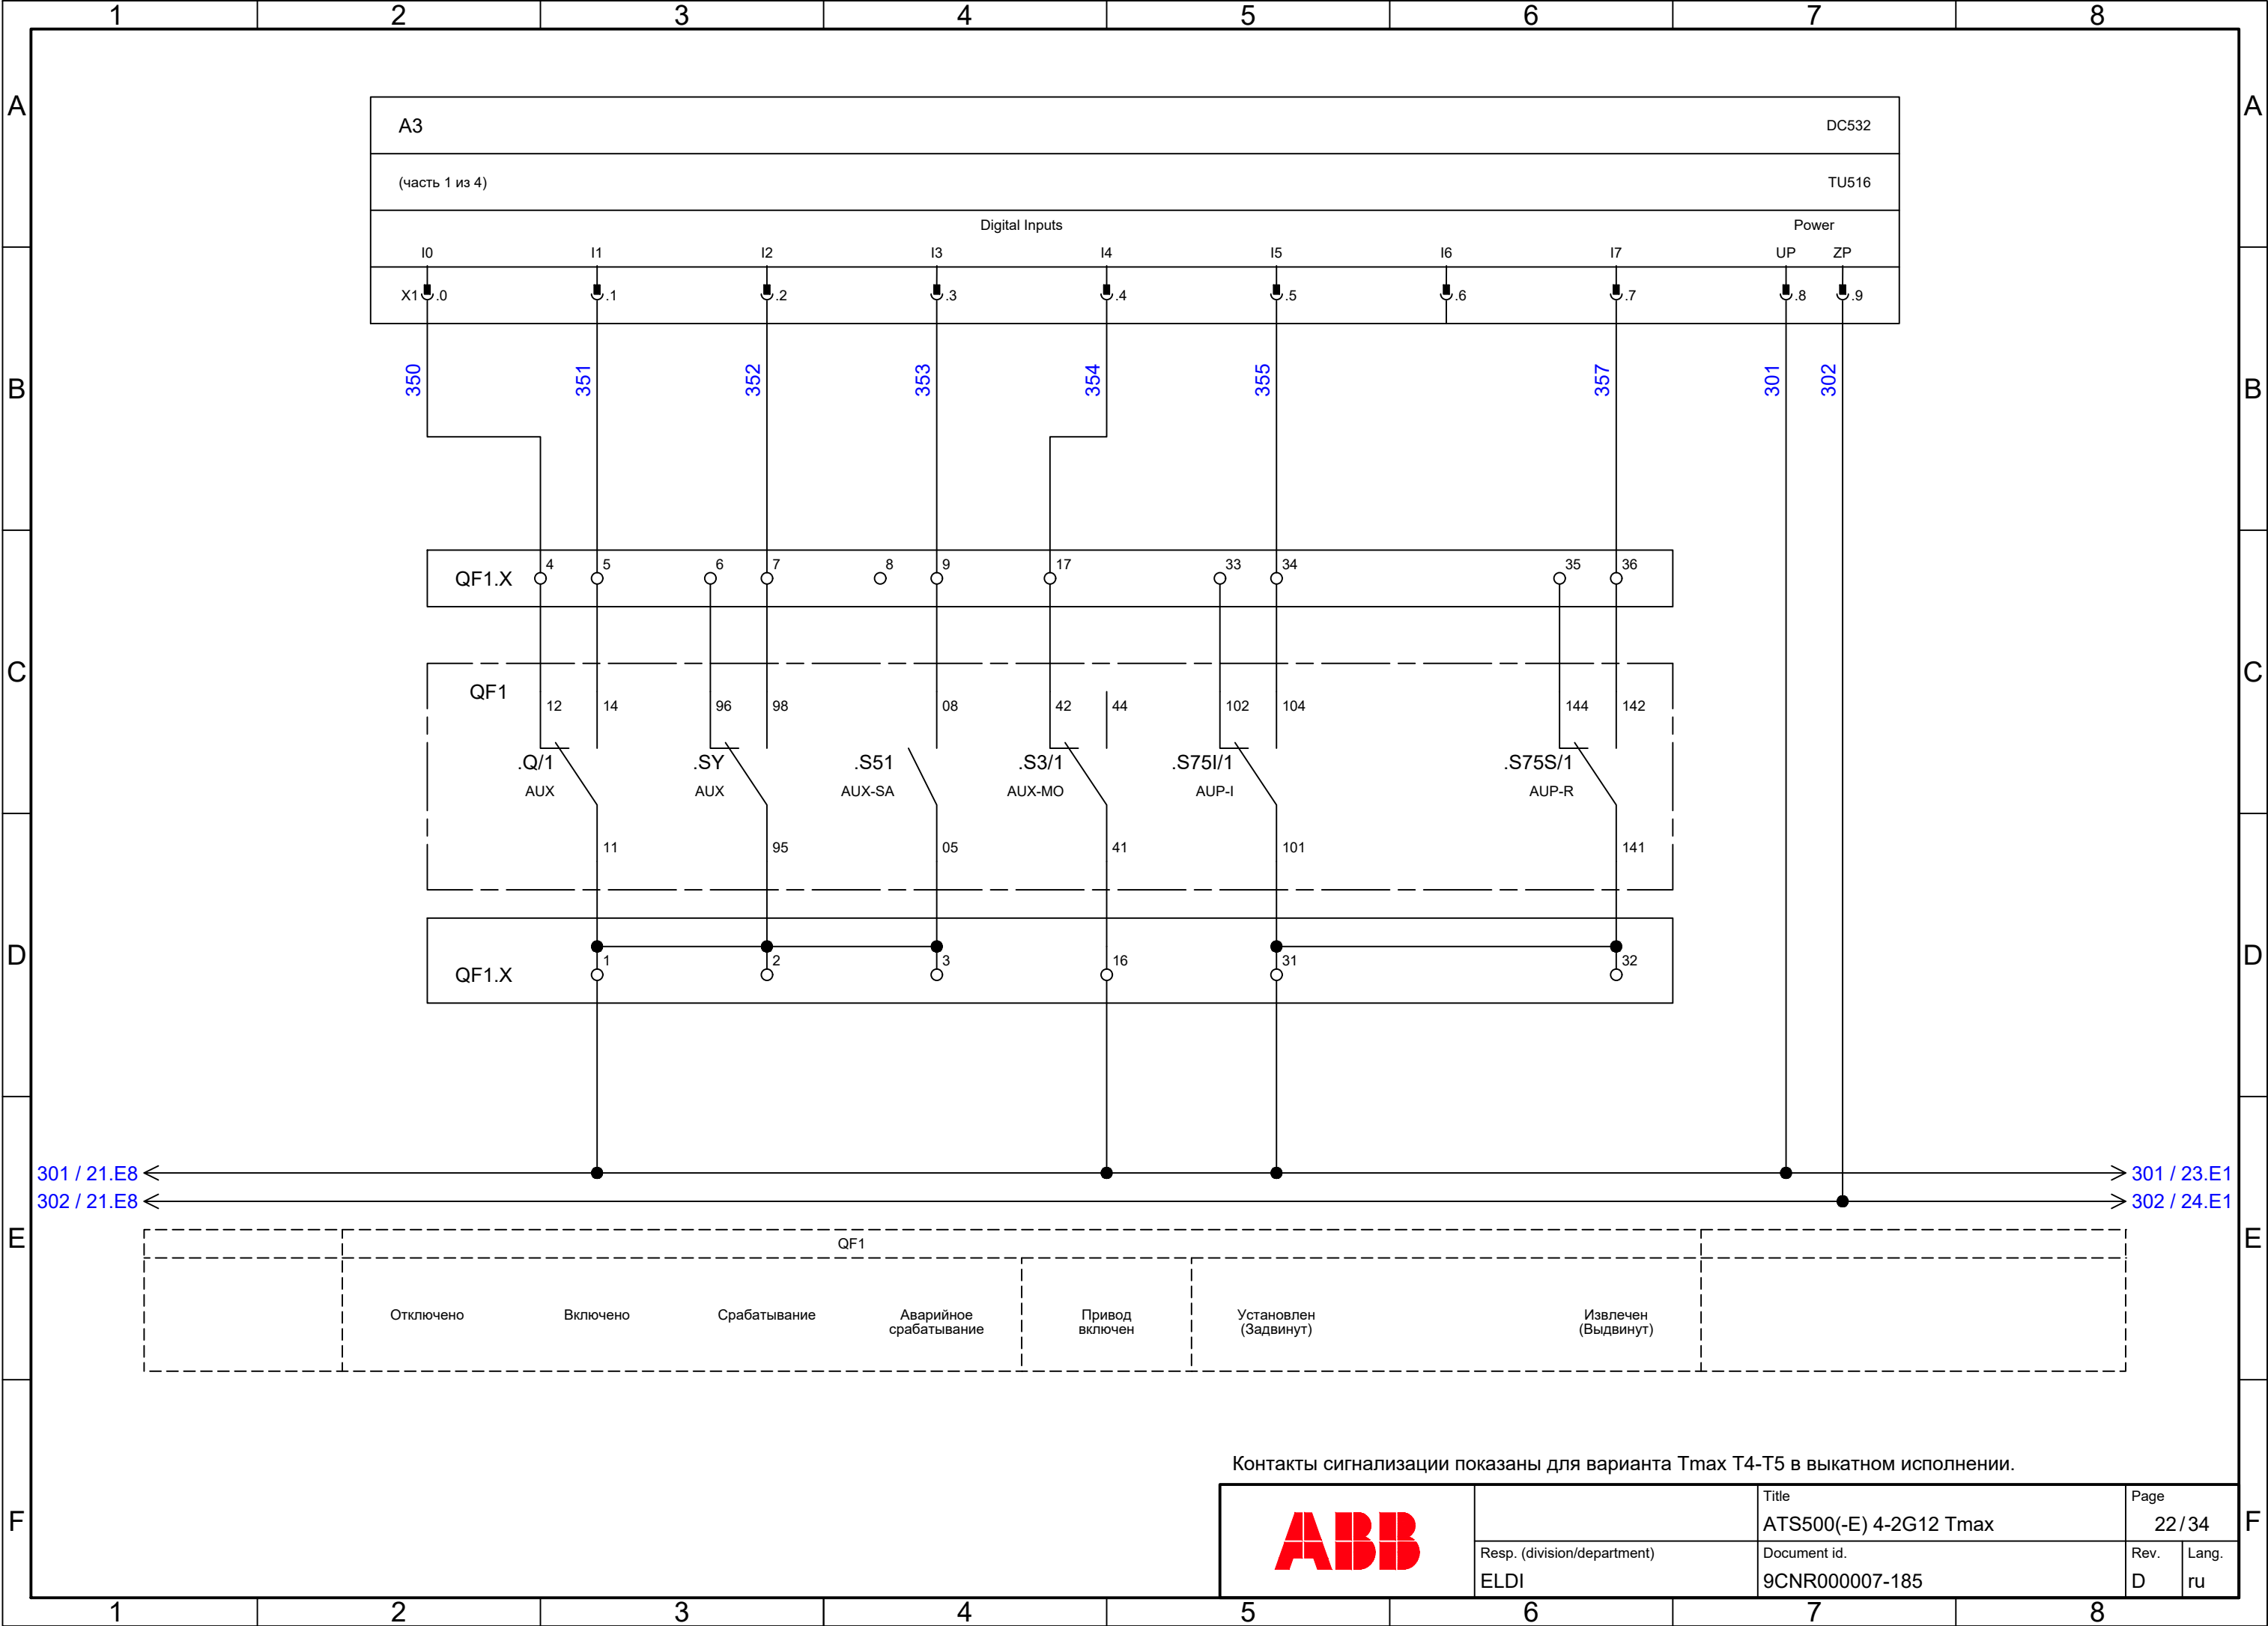 1 2 3 4 5 6 7 8
A A
A3 DC532
(часть 1 из 4) TU516
Digital Inputs Power
I0 I1 I2 I3 I4 I5 I6 I7 UP ZP
X1 .0 .1 .2 .3 .4 .5 .6 .7 .8 .9
B B
350 351 352 353 354 355 357 301 302
QF1.X 4 5 6 7 8 9 17 33 34 35 36
C C
QF1
12 14 96 98 08 42 44 102 104 144 142
.Q/1 .SY .S51 .S3/1 .S75I/1 .S75S/1
AUX AUX AUX-SA AUX-MO AUP-I AUP-R
11 95 05 41 101 141
D D
QF1.X 1 2 3 16 31 32
301 / 21.E8 301 / 23.E1
302 / 21.E8 302 / 24.E1
E E
QF1
Отключено Включено Срабатывание Аварийное Привод Установлен Извлечен
срабатывание включен (Задвинут) (Выдвинут)
Контакты сигнализации показаны для варианта Tmax T4-T5 в выкатном исполнении.
F F
ABB
Title Page
ATS500(-E) 4-2G12 Tmax 22 / 34
Resp. (division/department) Document id. Rev. Lang.
ELDI 9CNR000007-185 D ru
1 2 3 4 5 6 7 8